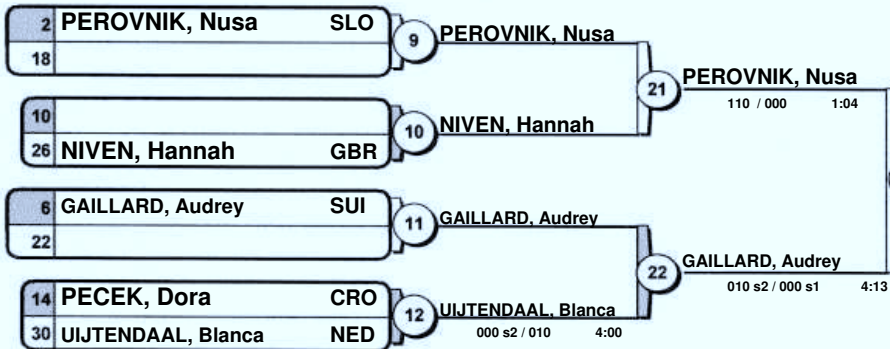 2 PEROVNIK, Nusa SLO
18
9 PEROVNIK, Nusa
10
26 NIVEN, Hannah GBR
10 NIVEN, Hannah
21 PEROVNIK, Nusa
110 / 000 1:04
6 GAILLARD, Audrey SUI
22
11 GAILLARD, Audrey
14 PECEK, Dora CRO
30 UIJTENDAAL, Blanca NED
12 UIJTENDAAL, Blanca
000 s2 / 010 4:00
22 GAILLARD, Audrey
010 s2 / 000 s1 4:13